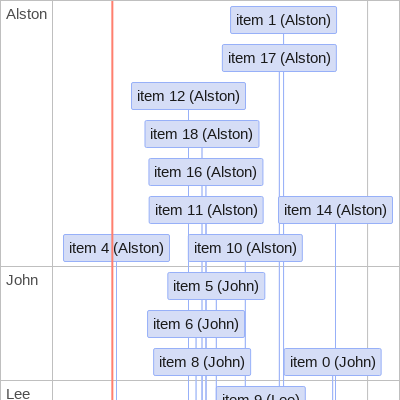 Alston
item 1 (Alston)
item 17 (Alston)
item 12 (Alston)
item 18 (Alston)
item 16 (Alston)
item 11 (Alston)
item 14 (Alston)
item 4 (Alston)
item 10 (Alston)
John
item 5 (John)
item 6 (John)
item 8 (John)
item 0 (John)
Lee
item 9 (Lee)